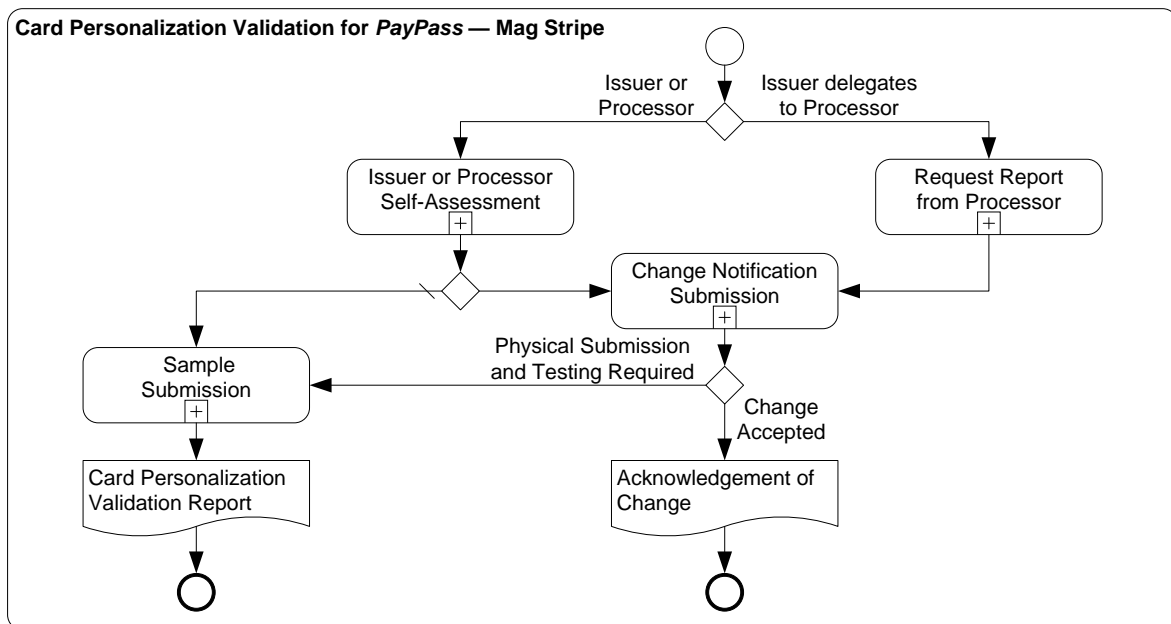 Card Personalization Validation for PayPass — Mag Stripe
Issuer or
Processor
Issuer delegates
to Processor
Issuer or Processor
Self-Assessment
+
Request Report
from Processor
+
Change Notification
Submission
+
Physical Submission
and Testing Required
Sample
Submission
+
Change
Accepted
Card Personalization
Validation Report
Acknowledgement of
Change